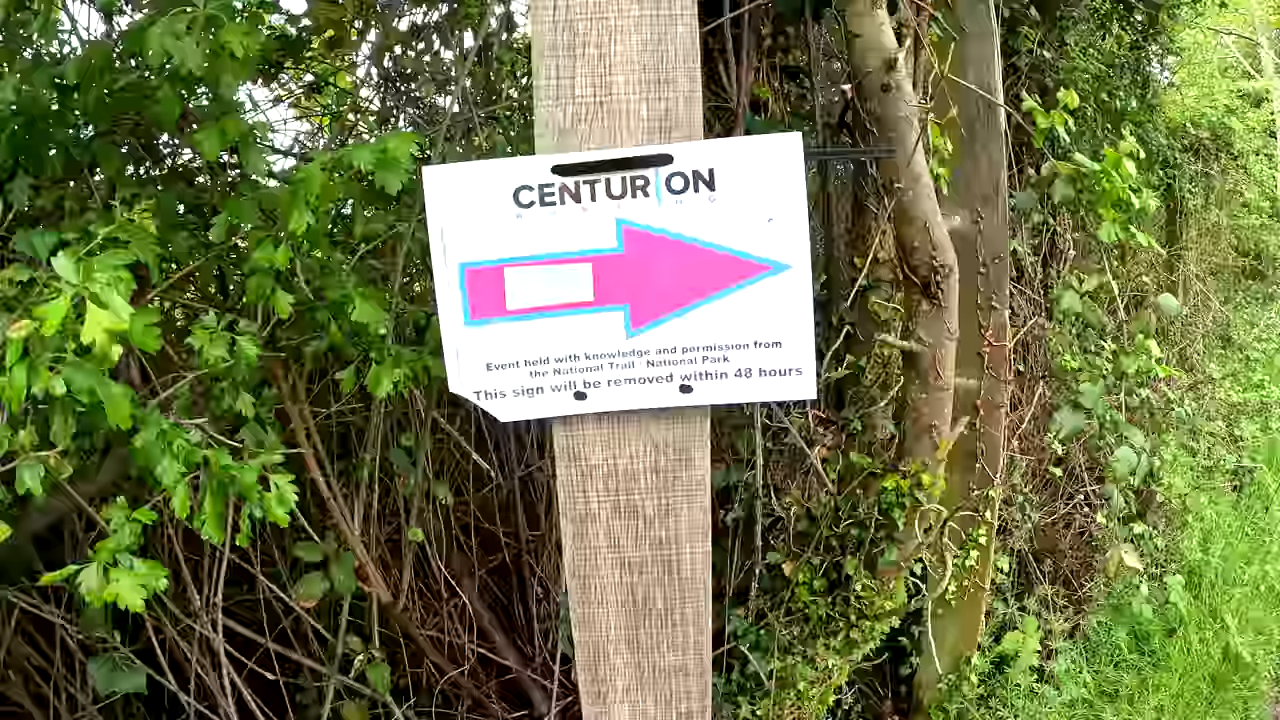 CENTURION
Event held with knowledge and permission from
the National Trail / National Park
This sign will be removed within 48 hours